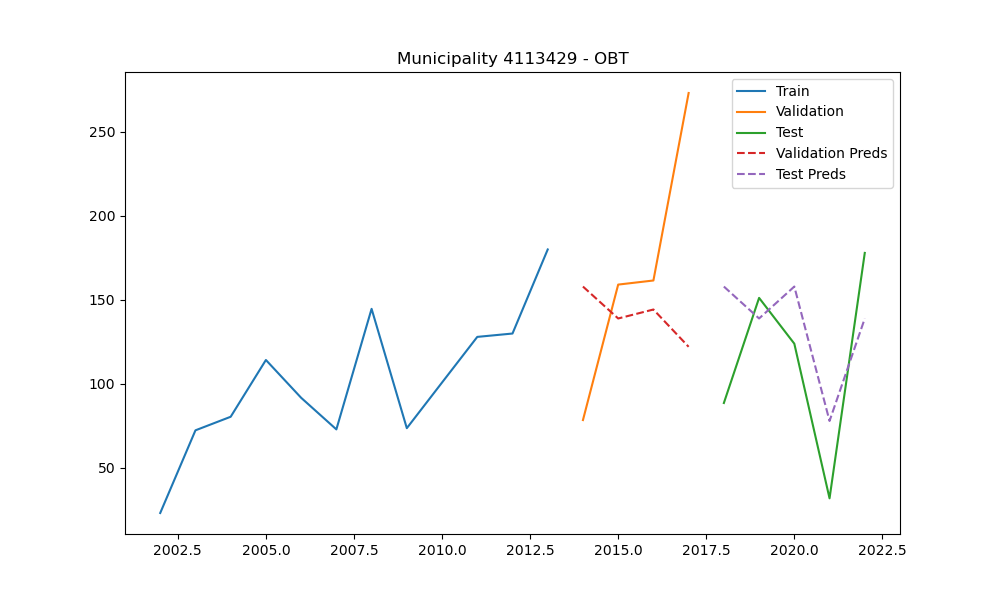 Municipality 4113429 - OBT
Train
Validation
Test
Validation Preds
Test Preds
250
200
150
100
50
2002.5 2005.0 2007.5 2010.0 2012.5 2015.0 2017.5 2020.0 2022.5